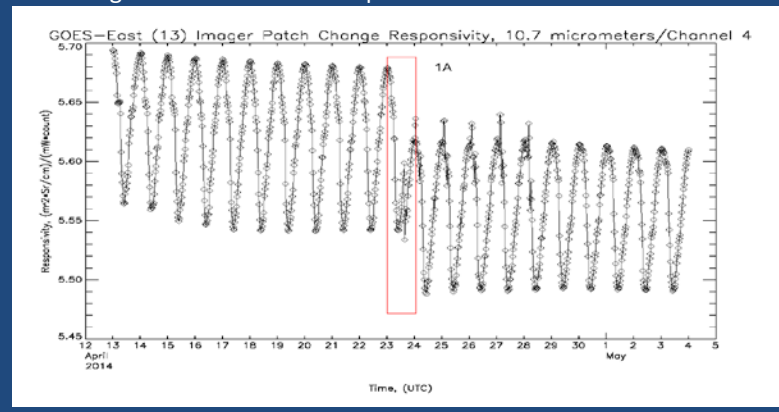 GOES-East (13) Imager Patch Change Responsivity, 10.7 micrometers/Channel 4
1A
5.70
5.65
5.60
5.55
5.50
5.45
Responsivity, (m2*Sr/cm)/(mW*count)
12 13 14 15 16 17 18 19 20 21 22 23 24 25 26 27 28 29 30 1 2 3 4 5
April May
2014
Time, (UTC)